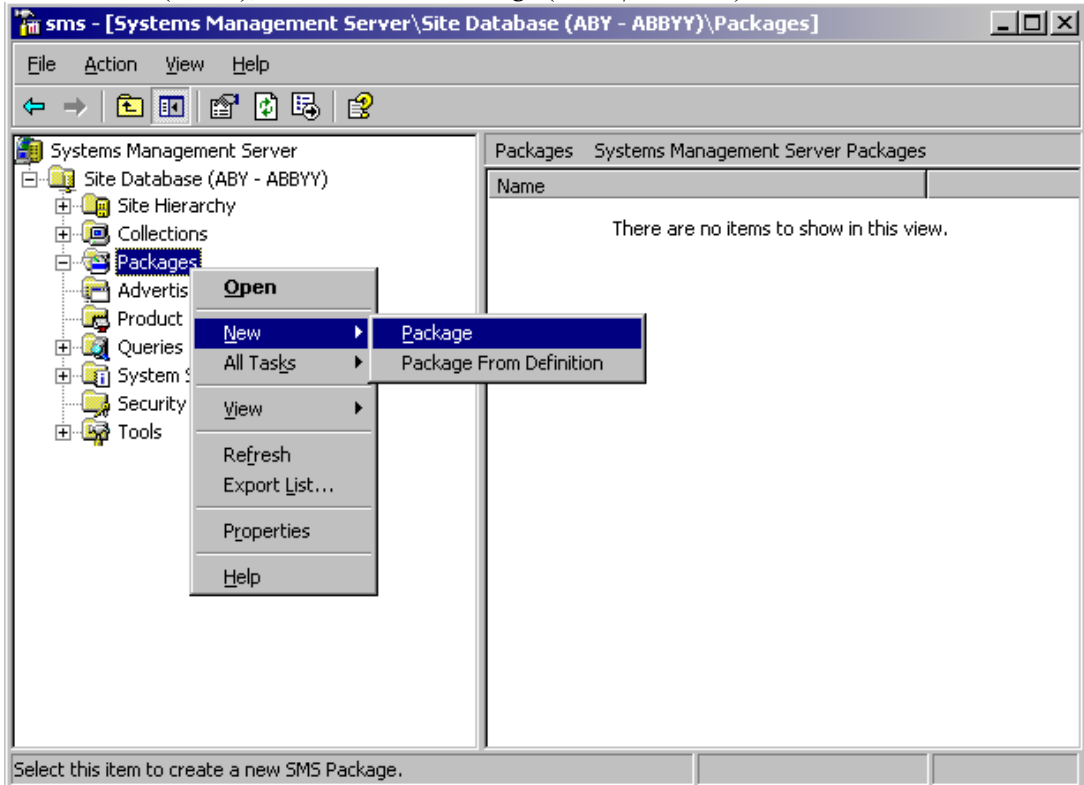 sms - [Systems Management Server\Site Database (ABY - ABBYY)\Packages]
File Action View Help
Systems Management Server
Site Database (ABY - ABBYY)
Site Hierarchy
Collections
Packages
Advertis
Product
Queries
System S
Security
Tools
Open
New
All Tasks
View
Refresh
Export List...
Properties
Help
Package
Package From Definition
Packages Systems Management Server Packages
Name
There are no items to show in this view.
Select this item to create a new SMS Package.